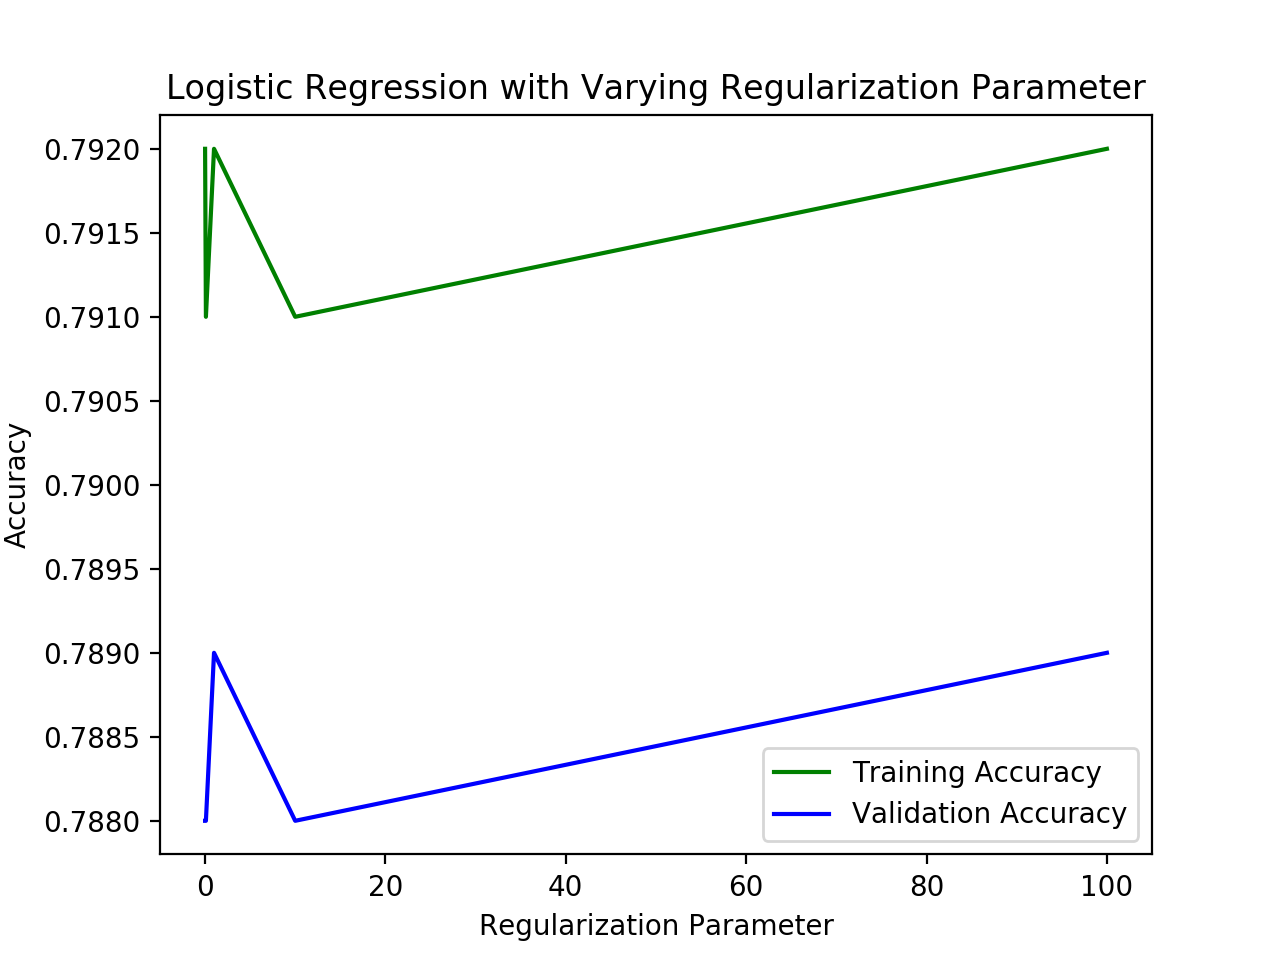 Logistic Regression with Varying Regularization Parameter
0.7920
0.7915
0.7910
0.7905
0.7900
0.7895
0.7890
0.7885
0.7880
Accuracy
Training Accuracy
Validation Accuracy
0 20 40 60 80 100
Regularization Parameter